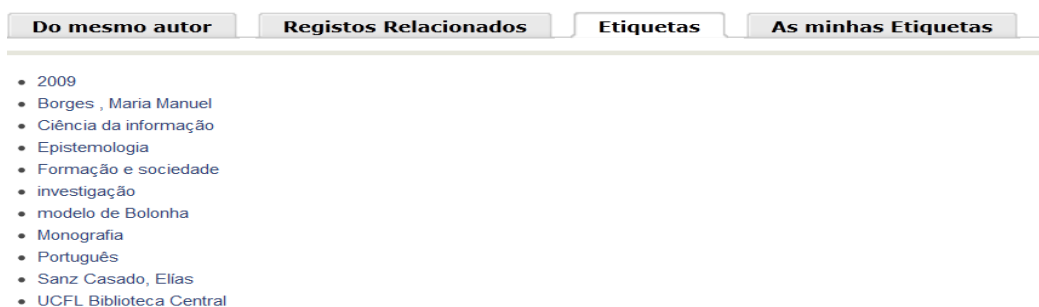 Do mesmo autor Registos Relacionados Etiquetas As minhas Etiquetas
2009
Borges , Maria Manuel
Ciência da informação
Epistemologia
Formação e sociedade
investigação
modelo de Bolonha
Monografia
Português
Sanz Casado, Elías
UCFL Biblioteca Central